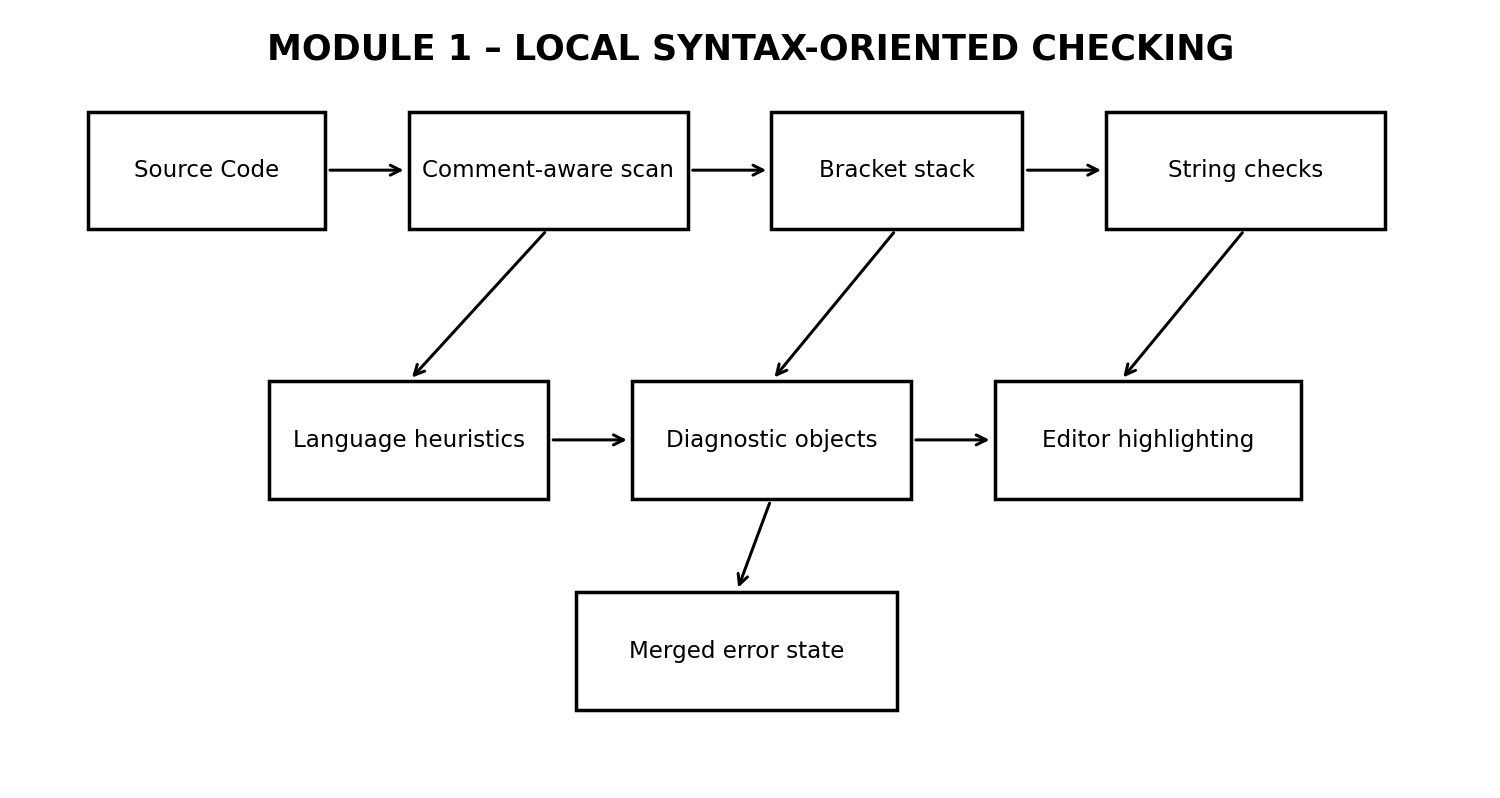 MODULE 1 – LOCAL SYNTAX-ORIENTED CHECKING
Source Code
Comment-aware scan
Bracket stack
String checks
Language heuristics
Diagnostic objects
Editor highlighting
Merged error state